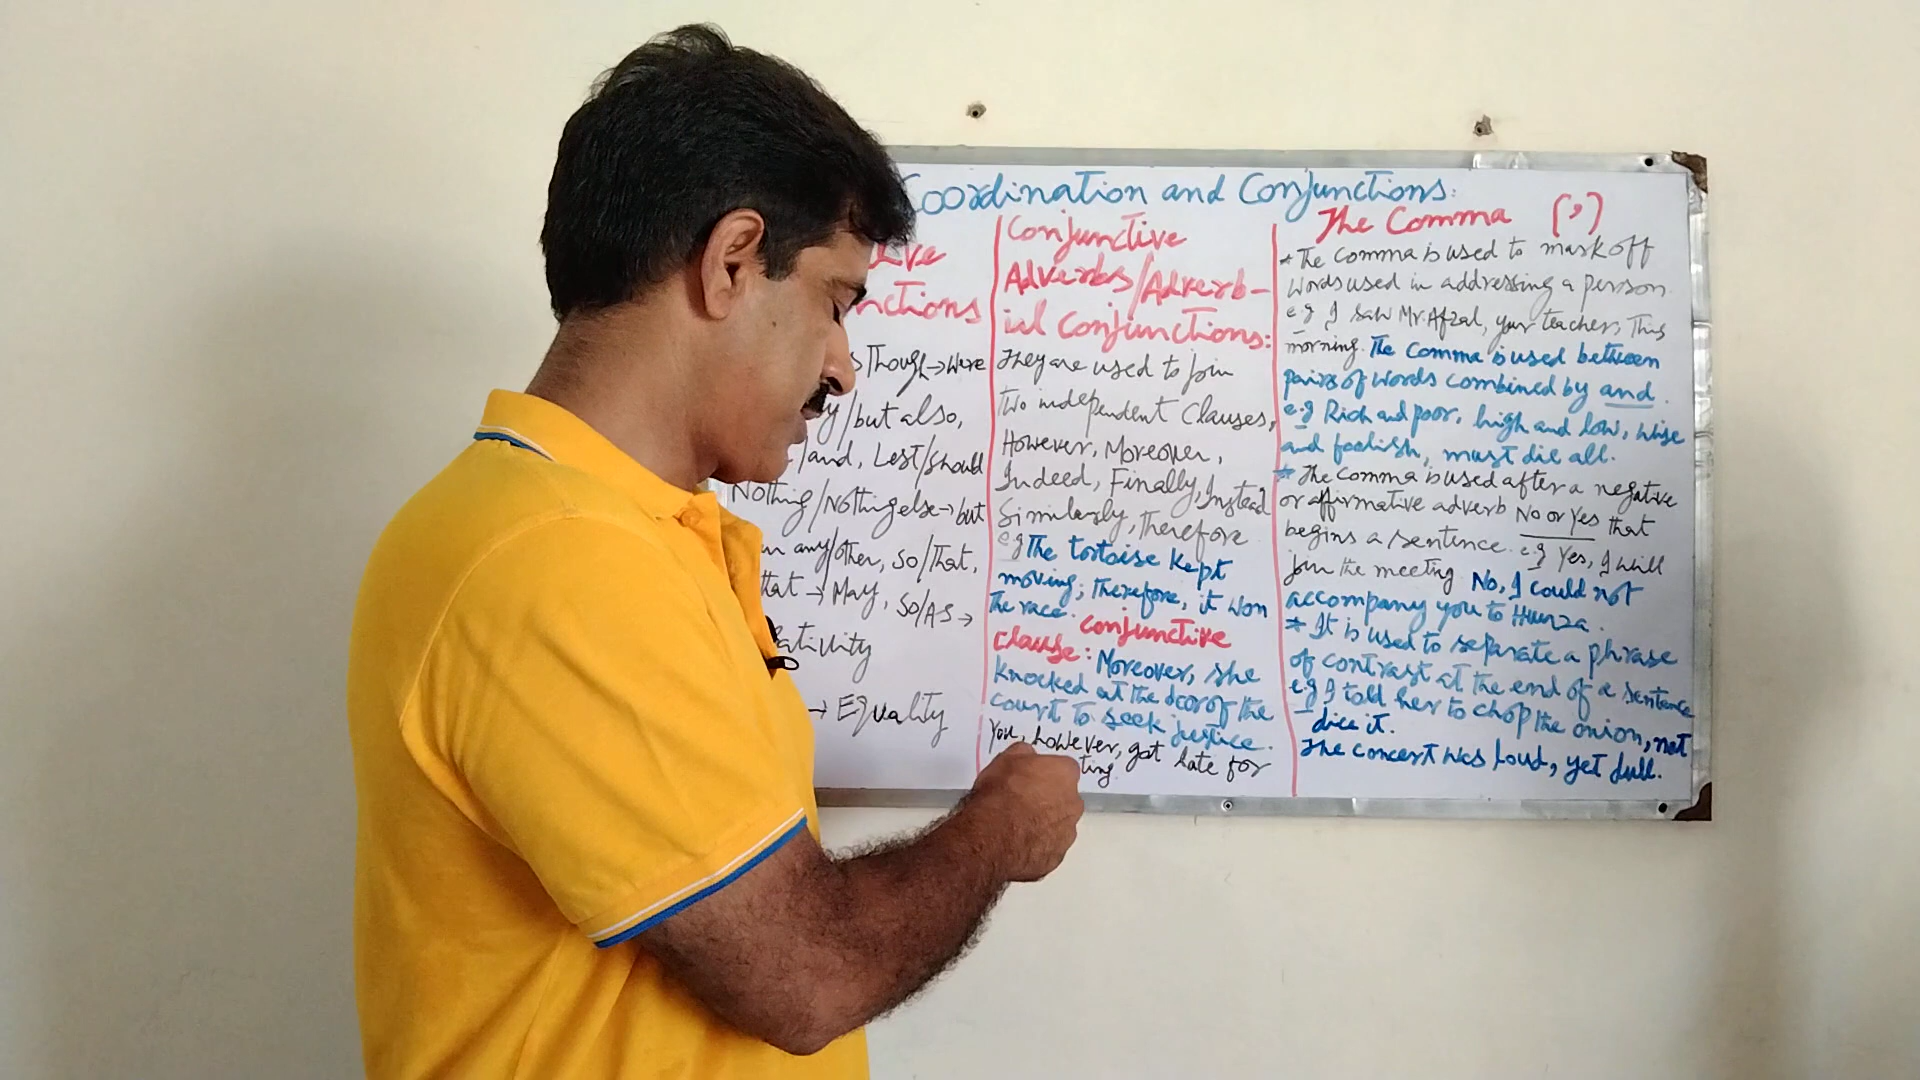 Coordination and Conjunctions:
Though → were
/but also,
/and, Lest/should
Nothing/Nothing else → but
any/other, so/that,
that → May, so/As →
→ Equality
Conjunctive
Adverbs/Adverb-
ial Conjunctions:
They are used to join
two independent clauses,
However, Moreover,
Indeed, Finally, Instead
Similarly, Therefore
e.g The tortoise kept
moving; therefore, it won
the race.
Conjunctive
clause: Moreover, she
knocked at the door of the
court to seek justice.
You, however, got late for
The Comma (,)
* The comma is used to mark off
words used in addressing a person.
e.g I saw Mr. Afzal, your teacher, this
morning. The comma is used between
pairs of words combined by and.
e.g Rich and poor, high and low, wise
and foolish, must die all.
* The comma is used after a negative
or affirmative adverb No or Yes that
begins a sentence. e.g Yes, I will
join the meeting. No, I could not
accompany you to Hunza.
* It is used to separate a phrase
of contrast at the end of a sentence
e.g I told her to chop the onion, not
dice it.
The concert was loud, yet dull.